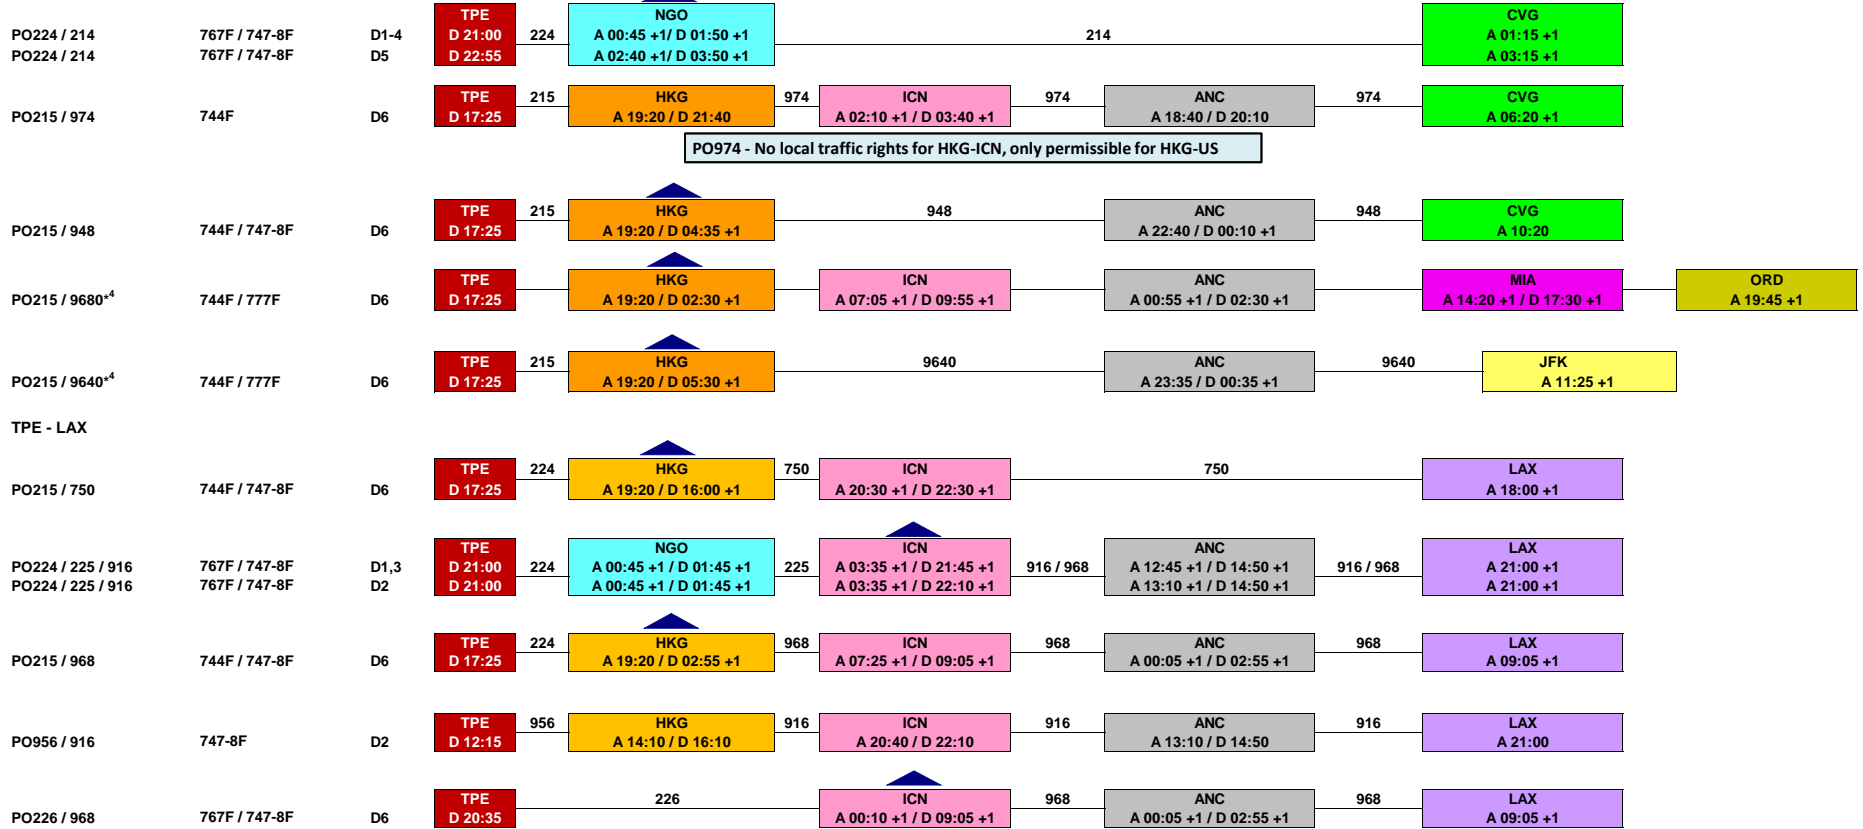 TPE NGO CVG
PO224 / 214 767F / 747-8F D1-4 D 21:00 224 A 00:45 +1/ D 01:50 +1 214 A 01:15 +1
PO224 / 214 767F / 747-8F D5 D 22:55 A 02:40 +1/ D 03:50 +1 A 03:15 +1
TPE 215 HKG 974 ICN 974 ANC 974 CVG
PO215 / 974 744F D6 D 17:25 A 19:20 / D 21:40 A 02:10 +1 / D 03:40 +1 A 18:40 / D 20:10 A 06:20 +1
PO974 - No local traffic rights for HKG-ICN, only permissible for HKG-US
TPE 215 HKG 948 ANC 948 CVG
PO215 / 948 744F / 747-8F D6 D 17:25 A 19:20 / D 04:35 +1 A 22:40 / D 00:10 +1 A 10:20
TPE HKG ICN ANC MIA ORD
PO215 / 9680*4 744F / 777F D6 D 17:25 A 19:20 / D 02:30 +1 A 07:05 +1 / D 09:55 +1 A 00:55 +1 / D 02:30 +1 A 14:20 +1 / D 17:30 +1 A 19:45 +1
TPE 215 HKG 9640 ANC 9640 JFK
PO215 / 9640*4 744F / 777F D6 D 17:25 A 19:20 / D 05:30 +1 A 23:35 / D 00:35 +1 A 11:25 +1
TPE - LAX
TPE 224 HKG 750 ICN 750 LAX
PO215 / 750 744F / 747-8F D6 D 17:25 A 19:20 / D 16:00 +1 A 20:30 +1 / D 22:30 +1 A 18:00 +1
TPE NGO ICN ANC LAX
PO224 / 225 / 916 767F / 747-8F D1,3 D 21:00 224 A 00:45 +1 / D 01:45 +1 225 A 03:35 +1 / D 21:45 +1 916 / 968 A 12:45 +1 / D 14:50 +1 916 / 968 A 21:00 +1
PO224 / 225 / 916 767F / 747-8F D2 D 21:00 A 00:45 +1 / D 01:45 +1 A 03:35 +1 / D 22:10 +1 A 13:10 +1 / D 14:50 +1 A 21:00 +1
TPE 224 HKG 968 ICN 968 ANC 968 LAX
PO215 / 968 744F / 747-8F D6 D 17:25 A 19:20 / D 02:55 +1 A 07:25 +1 / D 09:05 +1 A 00:05 +1 / D 02:55 +1 A 09:05 +1
TPE 956 HKG 916 ICN 916 ANC 916 LAX
PO956 / 916 747-8F D2 D 12:15 A 14:10 / D 16:10 A 20:40 / D 22:10 A 13:10 / D 14:50 A 21:00
TPE 226 ICN 968 ANC 968 LAX
PO226 / 968 767F / 747-8F D6 D 20:35 A 00:10 +1 / D 09:05 +1 A 00:05 +1 / D 02:55 +1 A 09:05 +1